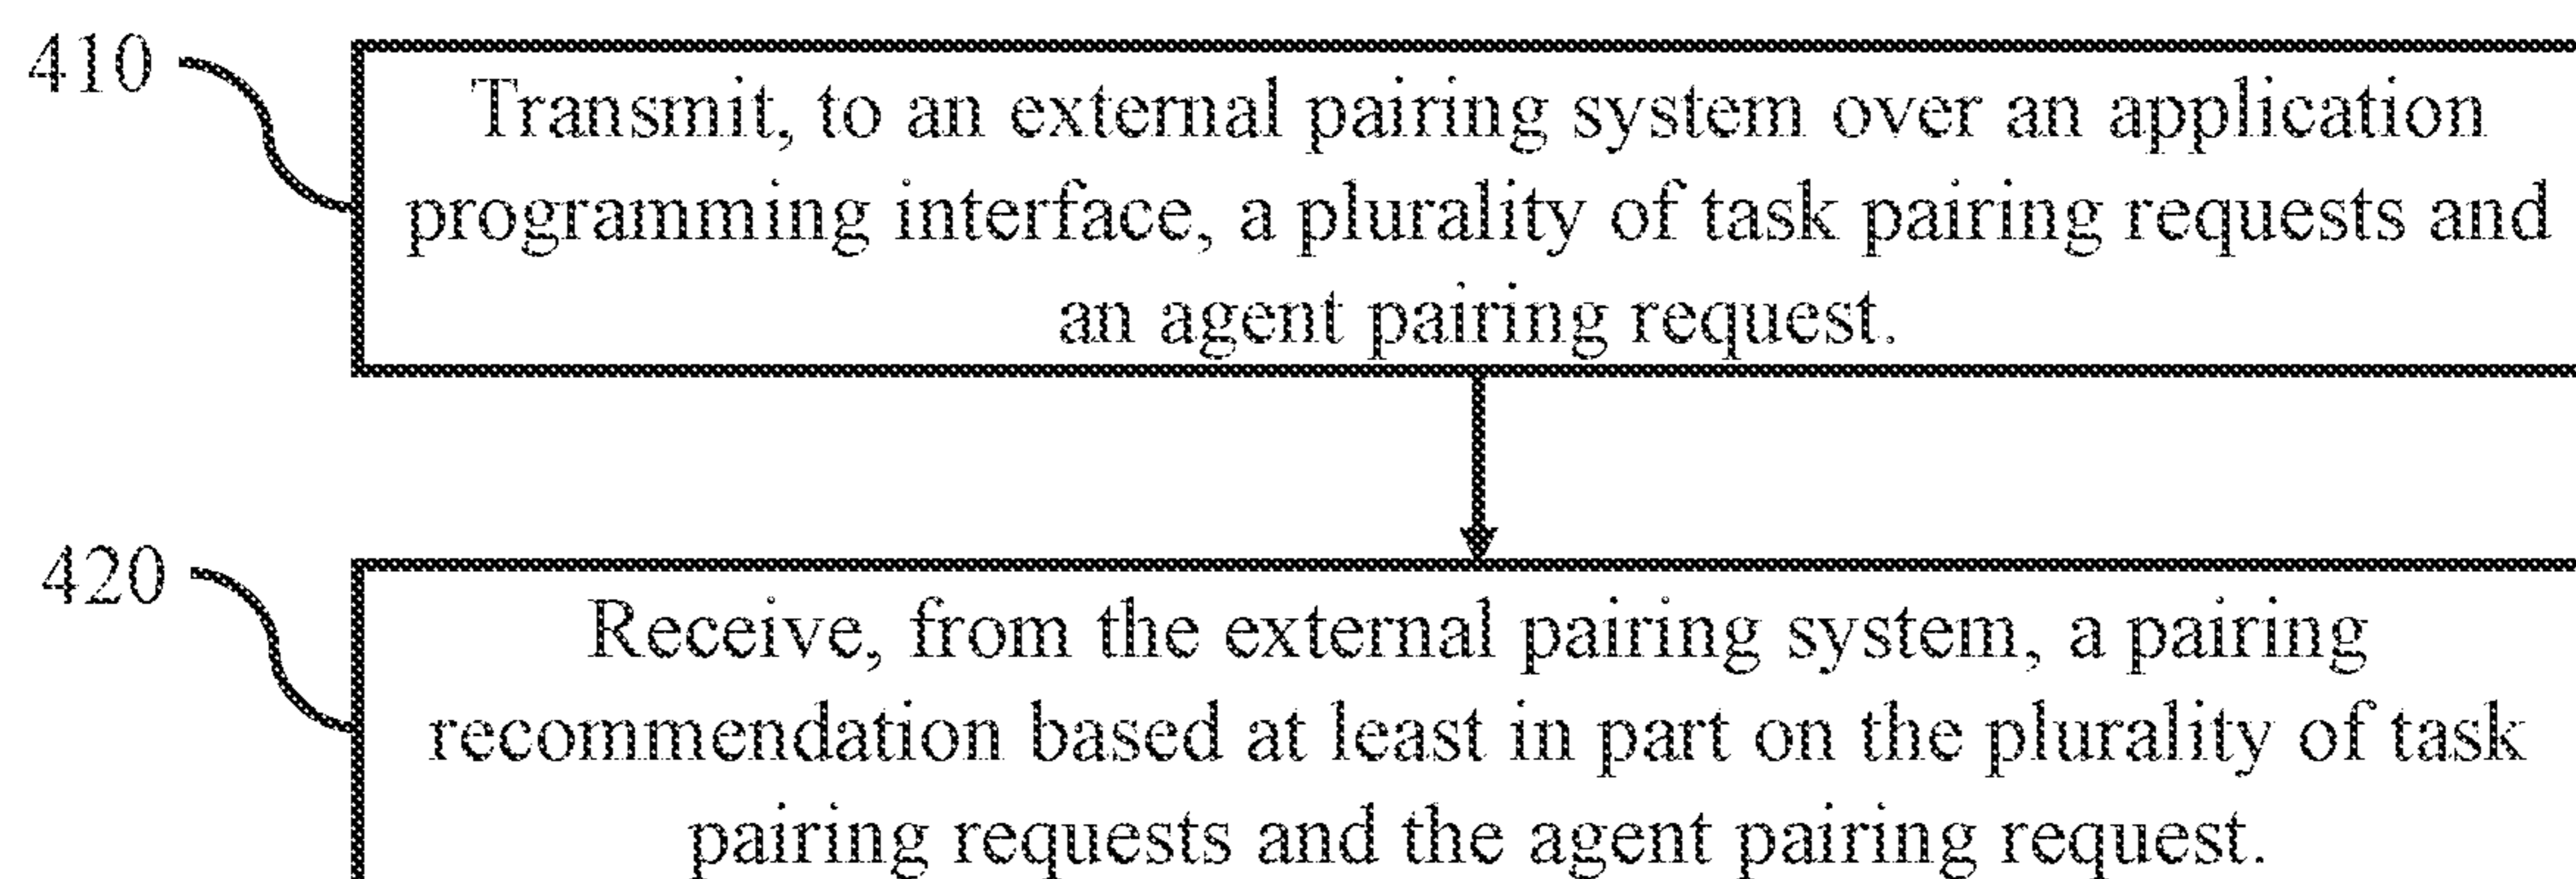 410
Transmit, to an external pairing system over an application
programming interface, a plurality of task pairing requests and
an agent pairing request.
420
Receive, from the external pairing system, a pairing
recommendation based at least in part on the plurality of task
pairing requests and the agent pairing request.